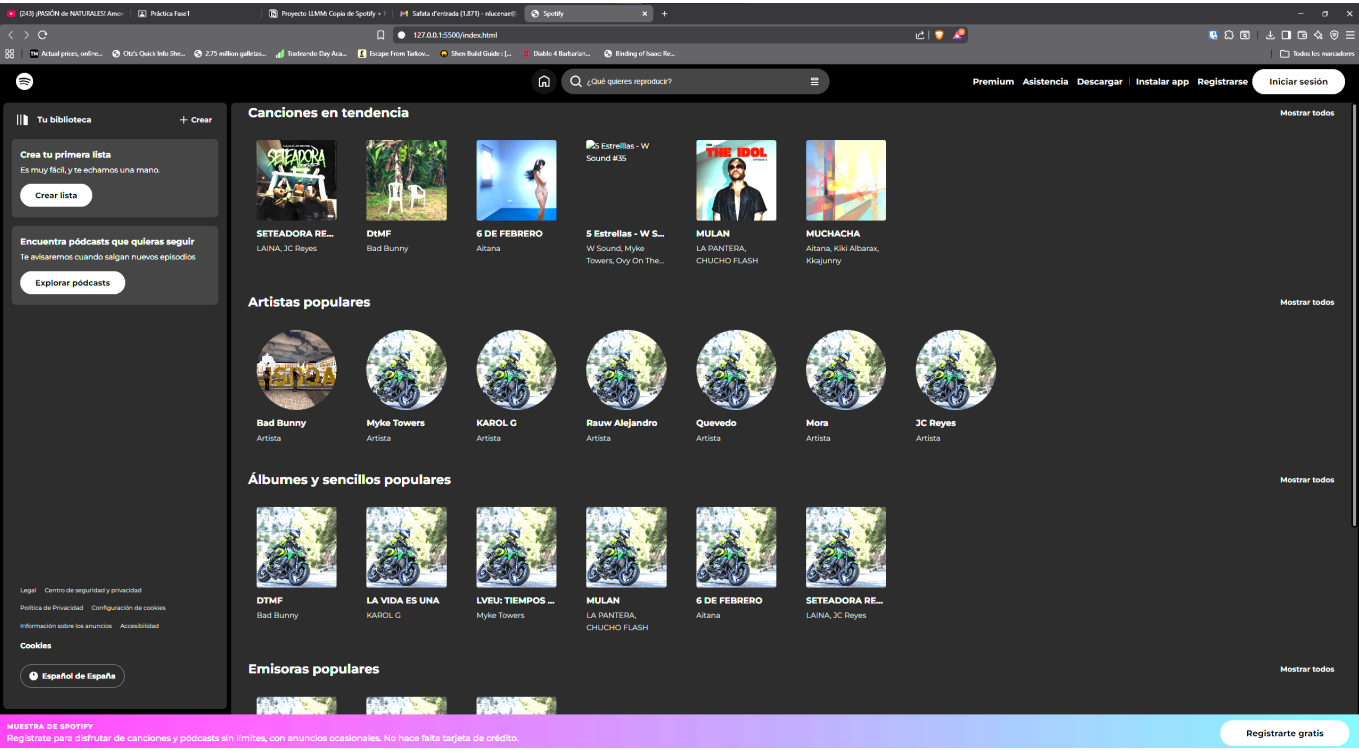 (243) ¡PASIÓN de NATURALES! Amor
Práctica Fase1
Proyecto LLMM: Copia de Spotify + F
Safata d'entrada (1.871) - nlucenae@
Spotify
127.0.0.1:5500/index.html
Actual prices, online...
Otz's Quick Info She...
2.75 million galletas...
Tradeando Day Aca...
Escape From Tarkov...
Shen Build Guide : [...
Diablo 4 Barbarian...
Binding of Isaac: Re...
Todos los marcadores
¿Qué quieres reproducir?
Premium Asistencia Descargar Instalar app Registrarse Iniciar sesión
Tu biblioteca
+ Crear
Crea tu primera lista
Es muy fácil, y te echamos una mano.
Crear lista
Encuentra pódcasts que quieras seguir
Te avisaremos cuando salgan nuevos episodios
Explorar pódcasts
Legal Centro de seguridad y privacidad
Política de Privacidad Configuración de cookies
Información sobre los anuncios Accesibilidad
Cookies
Español de España
Canciones en tendencia
Mostrar todos
SETEADORA
5 Estrelllas - W
Sound #35
THE IDOL
SETEADORA RE...
LAINA, JC Reyes
DtMF
Bad Bunny
6 DE FEBRERO
Aitana
5 Estrellas - W S...
W Sound, Myke
Towers, Ovy On The...
MULAN
LA PANTERA,
CHUCHO FLASH
MUCHACHA
Aitana, Kiki Albarax,
Kkajunny
Artistas populares
Mostrar todos
Bad Bunny
Artista
Myke Towers
Artista
KAROL G
Artista
Rauw Alejandro
Artista
Quevedo
Artista
Mora
Artista
JC Reyes
Artista
Álbumes y sencillos populares
Mostrar todos
DTMF
Bad Bunny
LA VIDA ES UNA
KAROL G
LVEU: TIEMPOS ...
Myke Towers
MULAN
LA PANTERA,
CHUCHO FLASH
6 DE FEBRERO
Aitana
SETEADORA RE...
LAINA, JC Reyes
Emisoras populares
Mostrar todos
MUESTRA DE SPOTIFY
Regístrate para disfrutar de canciones y pódcasts sin límites, con anuncios ocasionales. No hace falta tarjeta de crédito.
Registrarte gratis